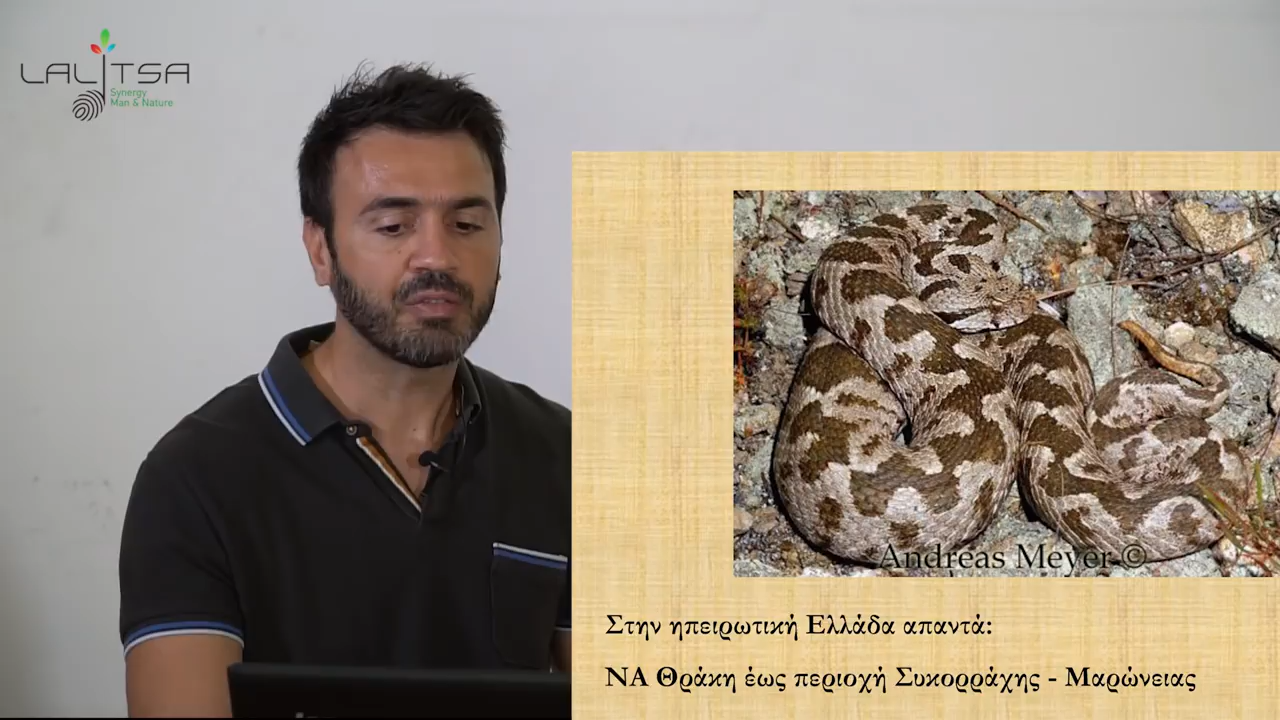 LALITSA
Synergy
Man & Nature
Andreas Meyer ©
Στην ηπειρωτική Ελλάδα απαντά:
ΝΑ Θράκη έως περιοχή Συκορράχης - Μαρώνειας